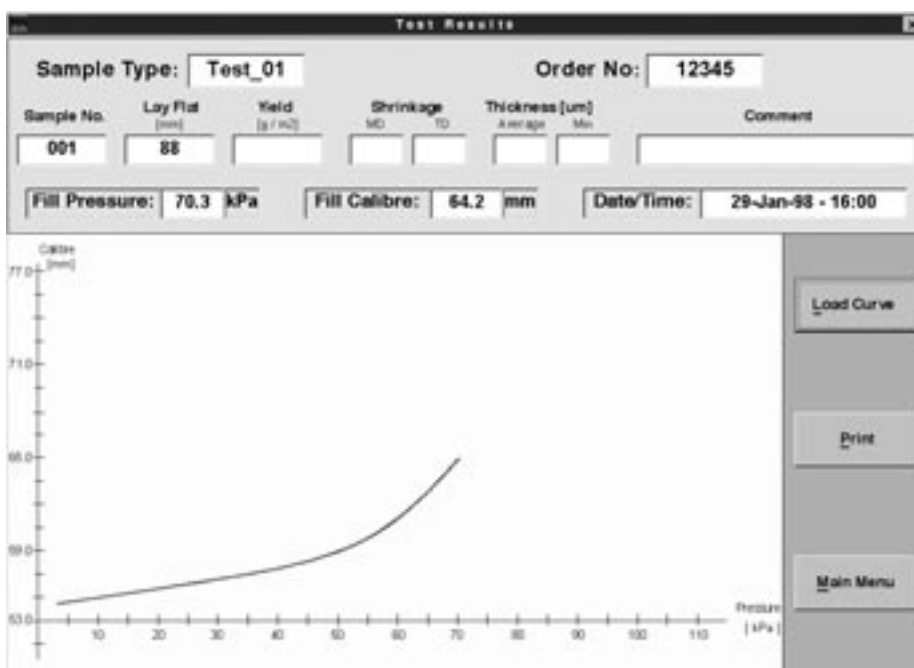 Test Results
Sample Type: Test_01 Order No: 12345
Sample No. Lay Flat Yield Shrinkage Thickness [um] Comment
[mm] [g / m2] MD TD Average Min
001 88
Fill Pressure: 70.3 kPa Fill Calibre: 64.2 mm Date/Time: 29-Jan-98 - 16:00
Calibre
[mm]
77.0
Load Curve
71.0
Print
65.0
59.0
Main Menu
53.0
Pressure
[ kPa ]
10 20 30 40 50 60 70 80 90 100 110